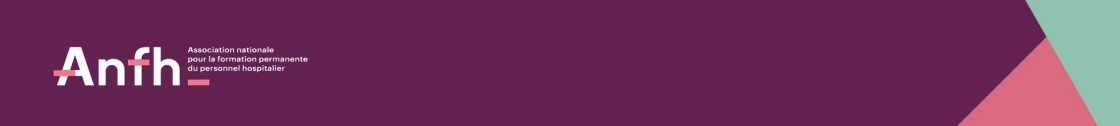 Anfh
Association nationale
pour la formation permanente
du personnel hospitalier